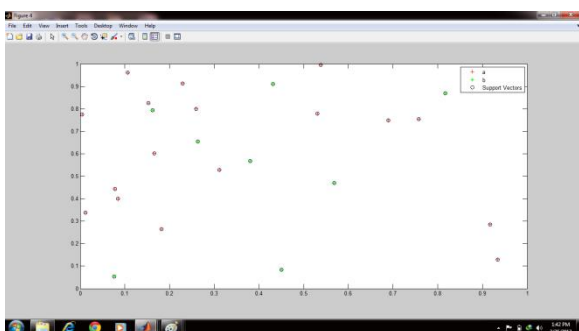 Figure 4
File Edit View Insert Tools Desktop Window Help
a
b
Support Vectors
1
0.9
0.8
0.7
0.6
0.5
0.4
0.3
0.2
0.1
0
0 0.1 0.2 0.3 0.4 0.5 0.6 0.7 0.8 0.9 1
1:42 PM